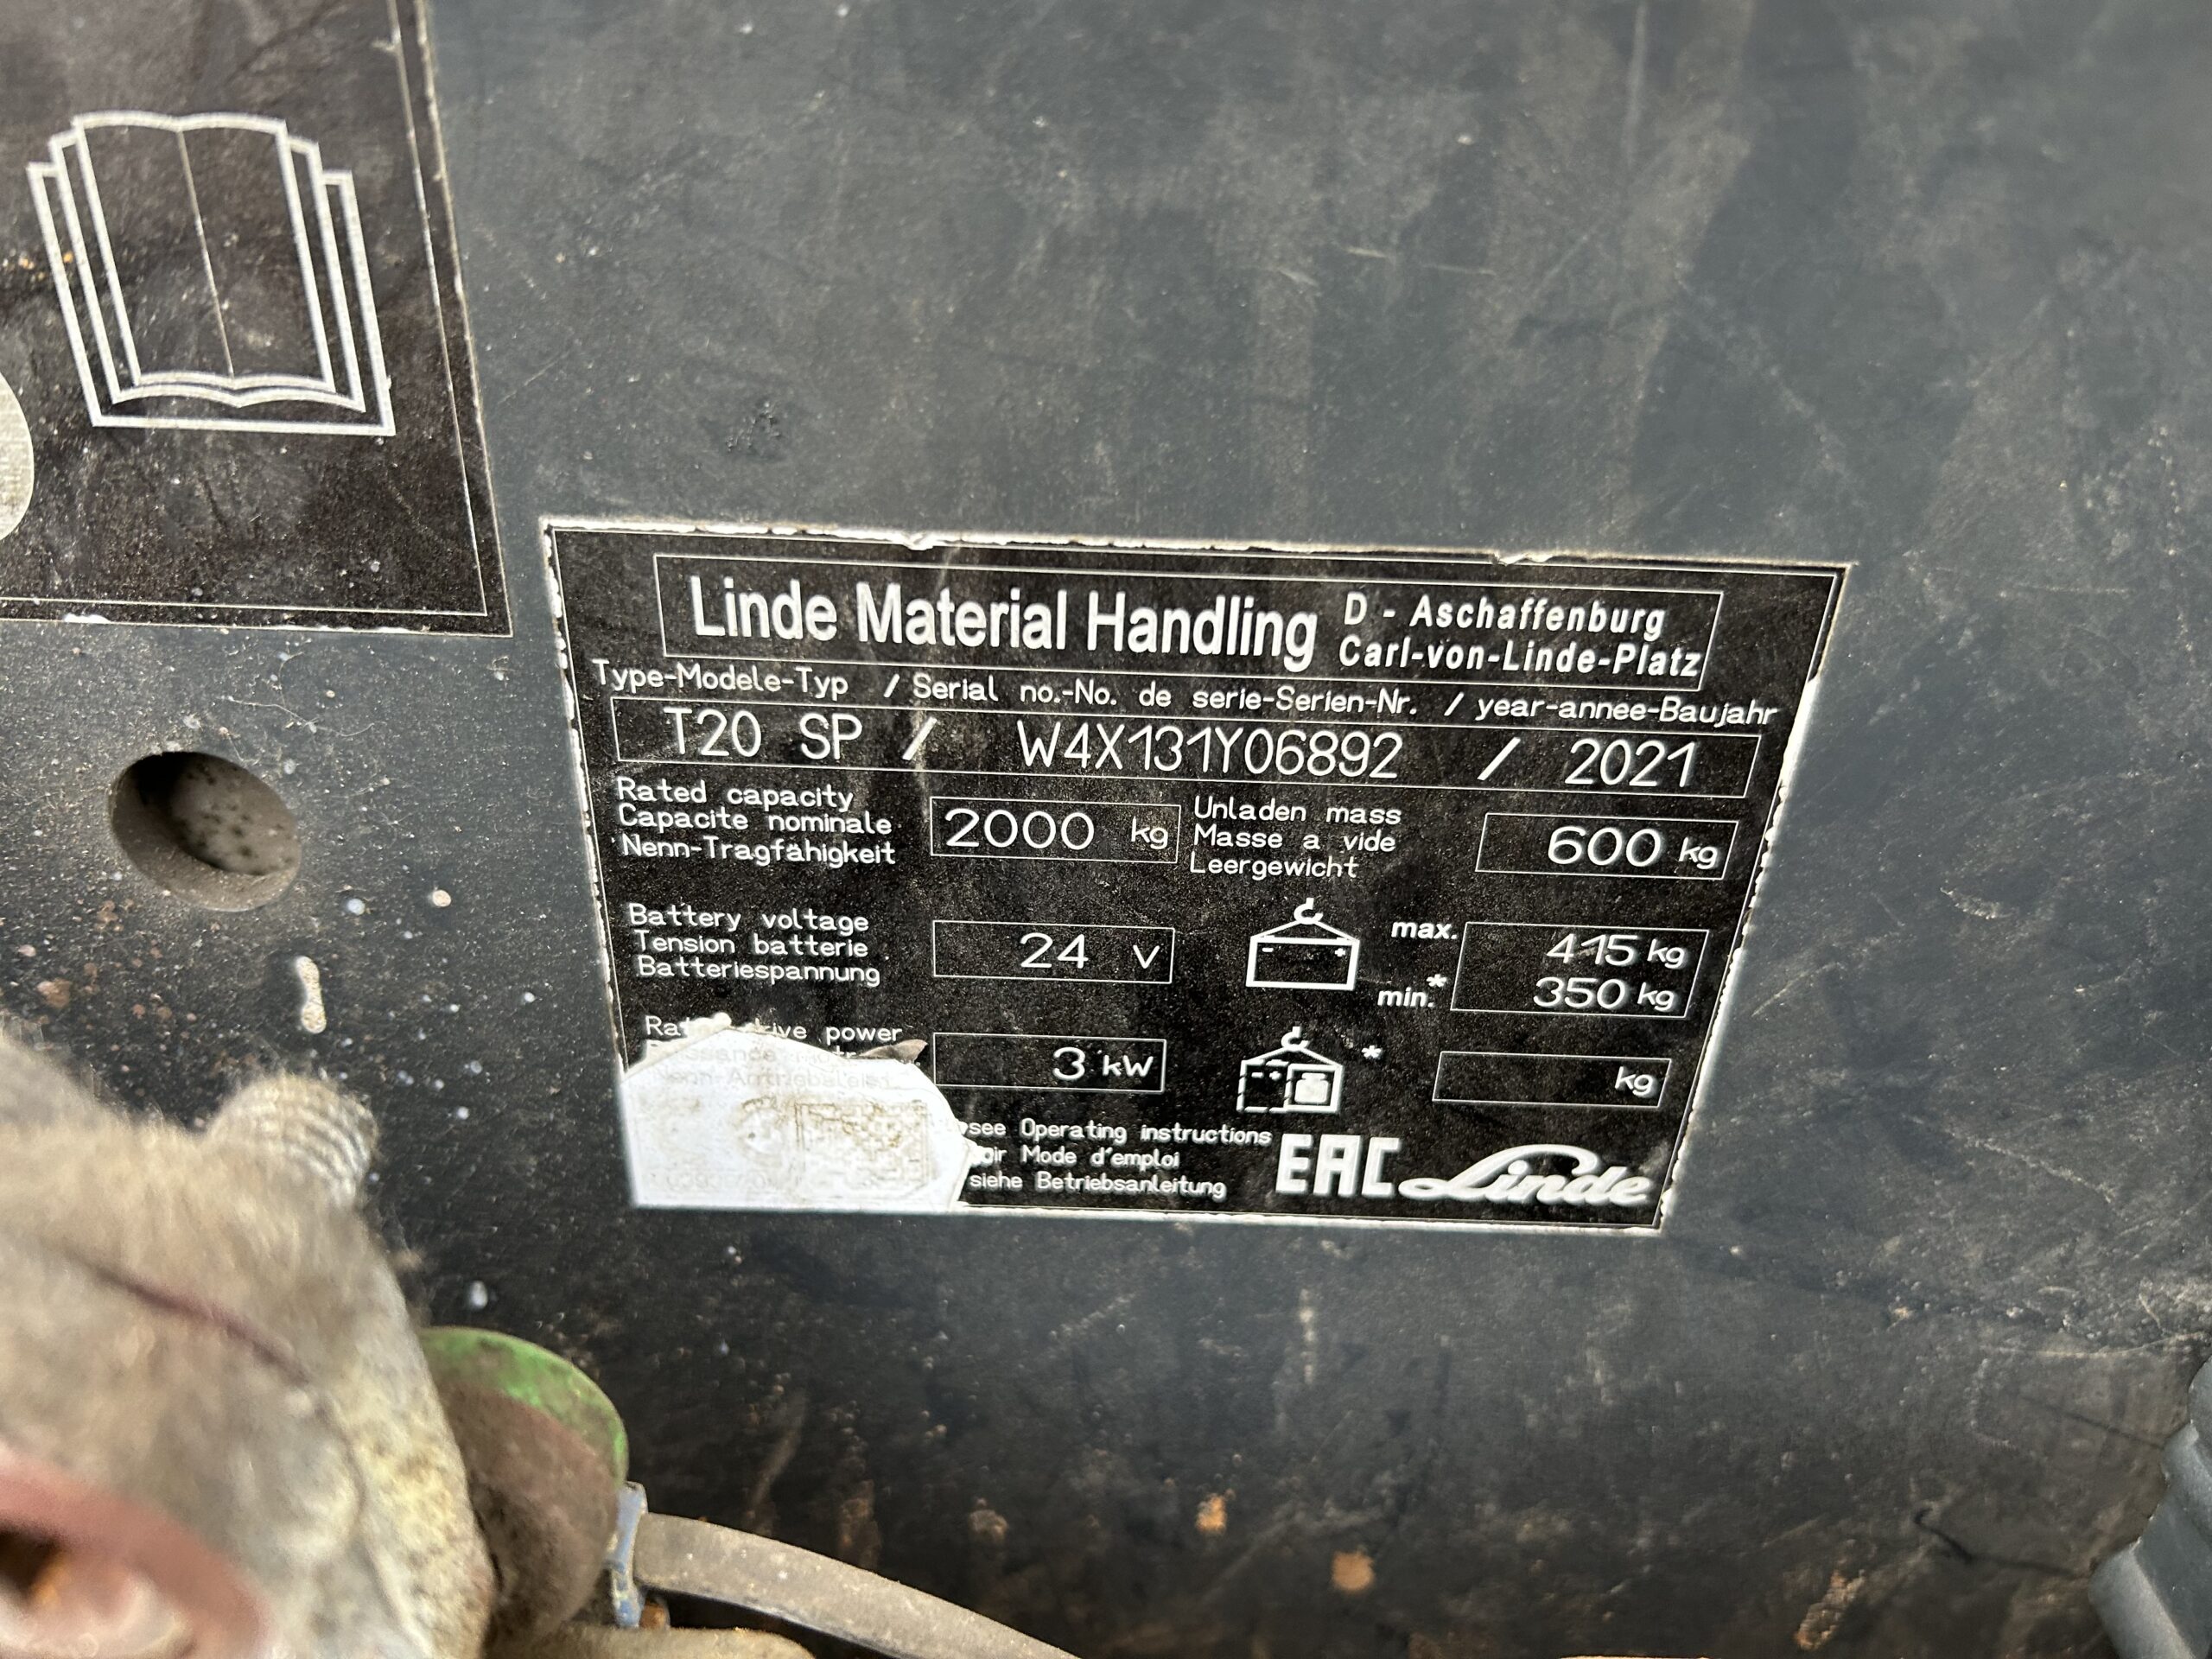 Linde Material Handling D - Aschaffenburg
Carl-von-Linde-Platz
Type-Modele-Typ / Serial no.-No. de serie-Serien-Nr. / year-annee-Baujahr
T20 SP / W4X131Y06892 / 2021
Rated capacity
Capacite nominale
Nenn-Tragfähigkeit
2000 kg
Unladen mass
Masse a vide
Leergewicht
600 kg
Battery voltage
Tension batterie
Batteriespannung
24 V
- +
max. 415 kg
min.* 350 kg
drive power
3 kW
- +
*
kg
see Operating instructions
Mode d'emploi
siehe Betriebsanleitung
EAC
Linde